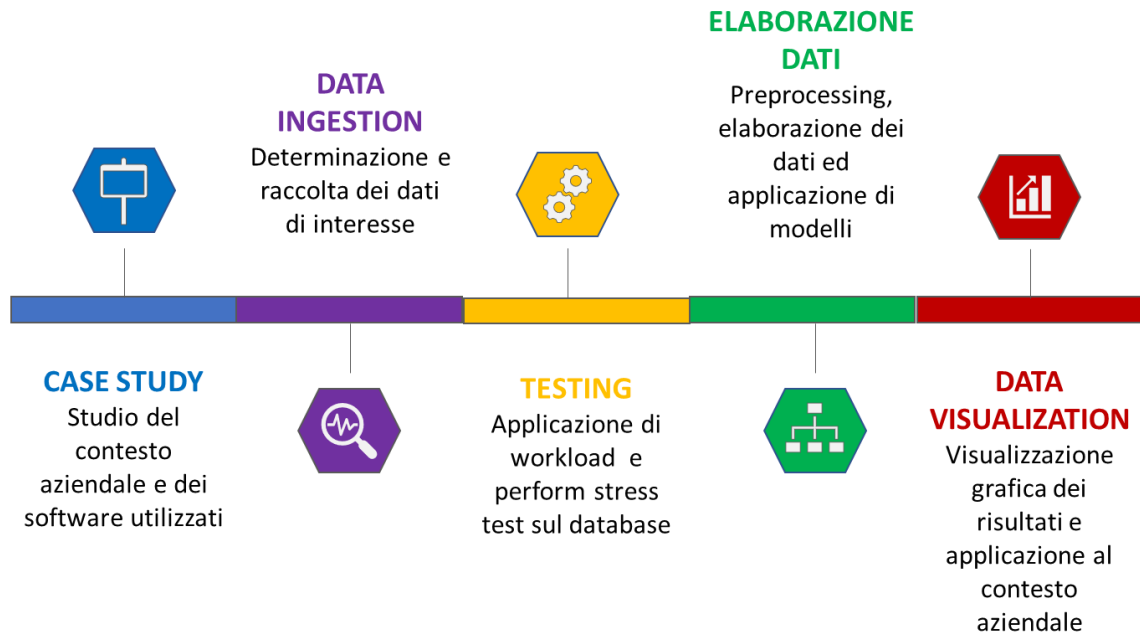 CASE STUDY
Studio del
contesto
aziendale e dei
software utilizzati
DATA
INGESTION
Determinazione e
raccolta dei dati
di interesse
TESTING
Applicazione di
workload e
perform stress
test sul database
ELABORAZIONE
DATI
Preprocessing,
elaborazione dei
dati ed
applicazione di
modelli
DATA
VISUALIZATION
Visualizzazione
grafica dei
risultati e
applicazione al
contesto
aziendale